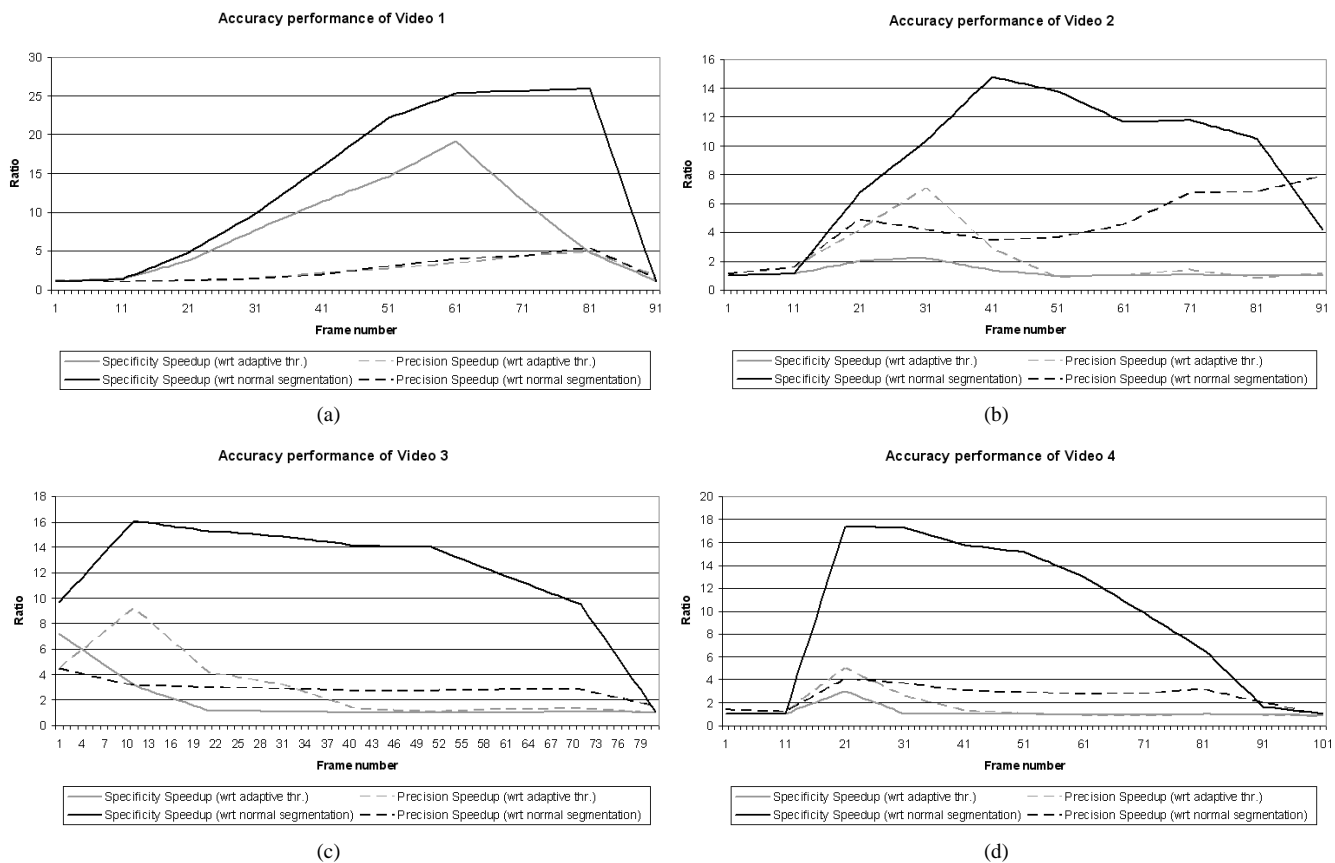 Accuracy performance of Video 1
30
25
20
15
10
5
0
Ratio
1 11 21 31 41 51 61 71 81 91
Frame number
Specificity Speedup (wrt adaptive thr.) Precision Speedup (wrt adaptive thr.)
Specificity Speedup (wrt normal segmentation) Precision Speedup (wrt normal segmentation)
(a)
Accuracy performance of Video 2
16
14
12
10
8
6
4
2
0
Ratio
1 11 21 31 41 51 61 71 81 91
Frame number
Specificity Speedup (wrt adaptive thr.) Precision Speedup (wrt adaptive thr.)
Specificity Speedup (wrt normal segmentation) Precision Speedup (wrt normal segmentation)
(b)
Accuracy performance of Video 3
18
16
14
12
10
8
6
4
2
0
Ratio
1 4 7 10 13 16 19 22 25 28 31 34 37 40 43 46 49 52 55 58 61 64 67 70 73 76 79
Frame number
Specificity Speedup (wrt adaptive thr.) Precision Speedup (wrt adaptive thr.)
Specificity Speedup (wrt normal segmentation) Precision Speedup (wrt normal segmentation)
(c)
Accuracy performance of Video 4
20
18
16
14
12
10
8
6
4
2
0
Ratio
1 11 21 31 41 51 61 71 81 91 101
Frame number
Specificity Speedup (wrt adaptive thr.) Precision Speedup (wrt adaptive thr.)
Specificity Speedup (wrt normal segmentation) Precision Speedup (wrt normal segmentation)
(d)